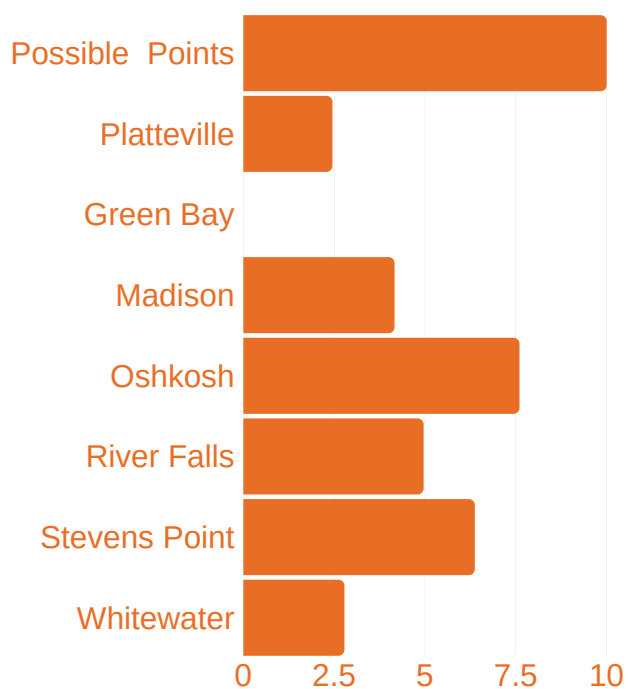 Possible  Points
Platteville
Green Bay
Madison
Oshkosh
River Falls
Stevens Point
Whitewater
0 2.5 5 7.5 10